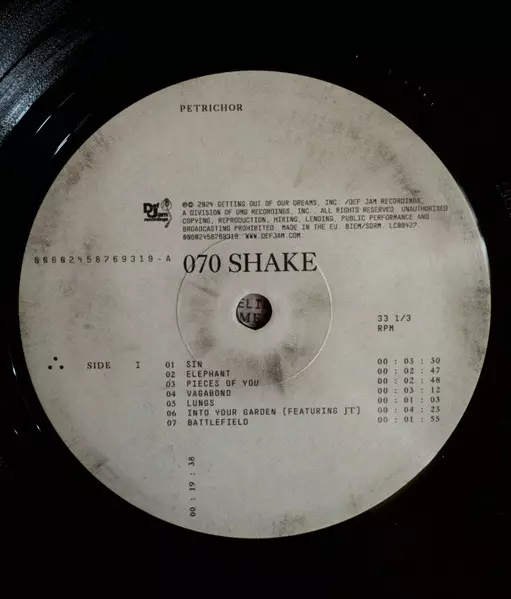 PETRICHOR
Def Jam
recordings
℗© 2024 GETTING OUT OF OUR DREAMS, INC. /DEF JAM RECORDINGS,
A DIVISION OF UMG RECORDINGS, INC., ALL RIGHTS RESERVED. UNAUTHORISED
COPYING, REPRODUCTION, HIRING, LENDING, PUBLIC PERFORMANCE AND
BROADCASTING PROHIBITED. MADE IN THE EU. BIEM/SDRM. LC00427.
00602458769319. WWW.DEFJAM.COM.
00602458769319-A
070 SHAKE
33 1/3
RPM
SIDE I
01 SIN 00 : 03 : 30
02 ELEPHANT 00 : 02 : 47
03 PIECES OF YOU 00 : 02 : 48
04 VAGABOND 00 : 03 : 12
05 LUNGS 00 : 01 : 03
06 INTO YOUR GARDEN [FEATURING JT] 00 : 04 : 23
07 BATTLEFIELD 00 : 01 : 55
00 : 19 : 38